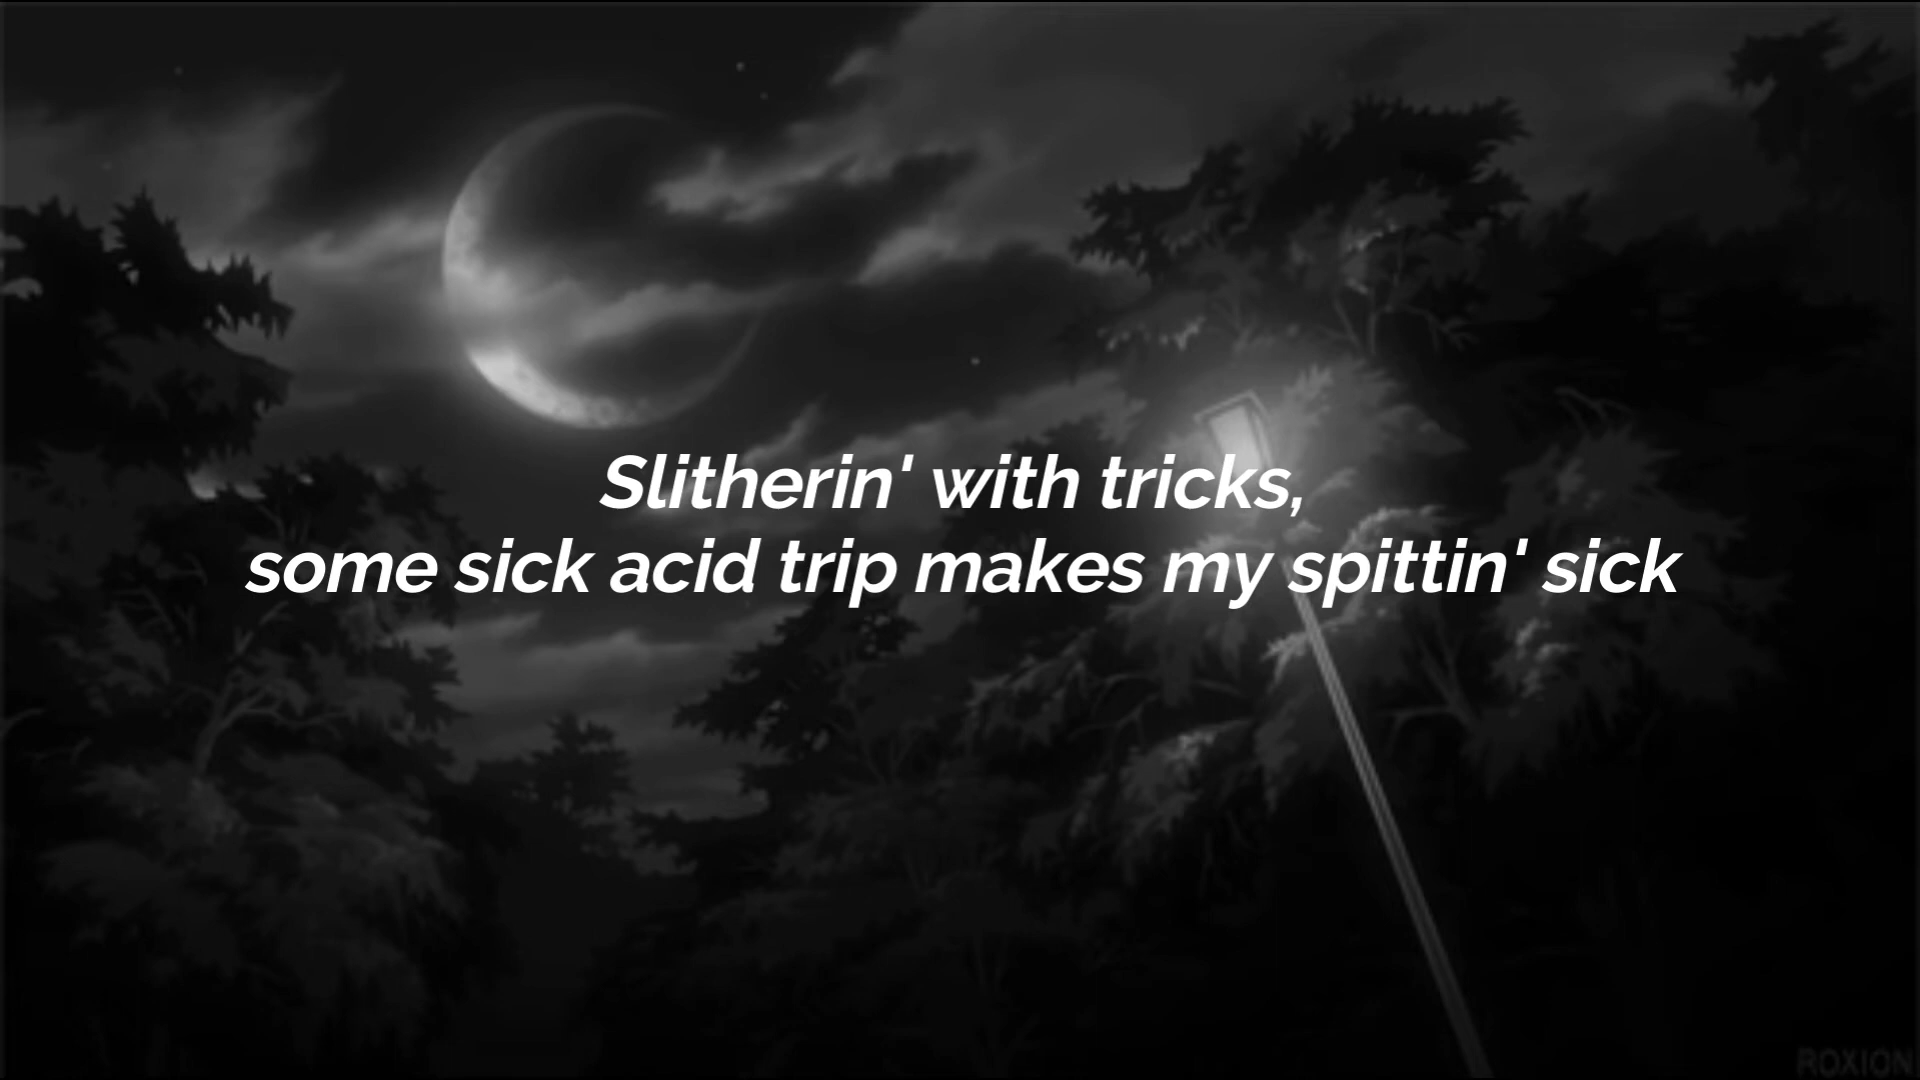 Slitherin' with tricks,
some sick acid trip makes my spittin' sick
ROXION